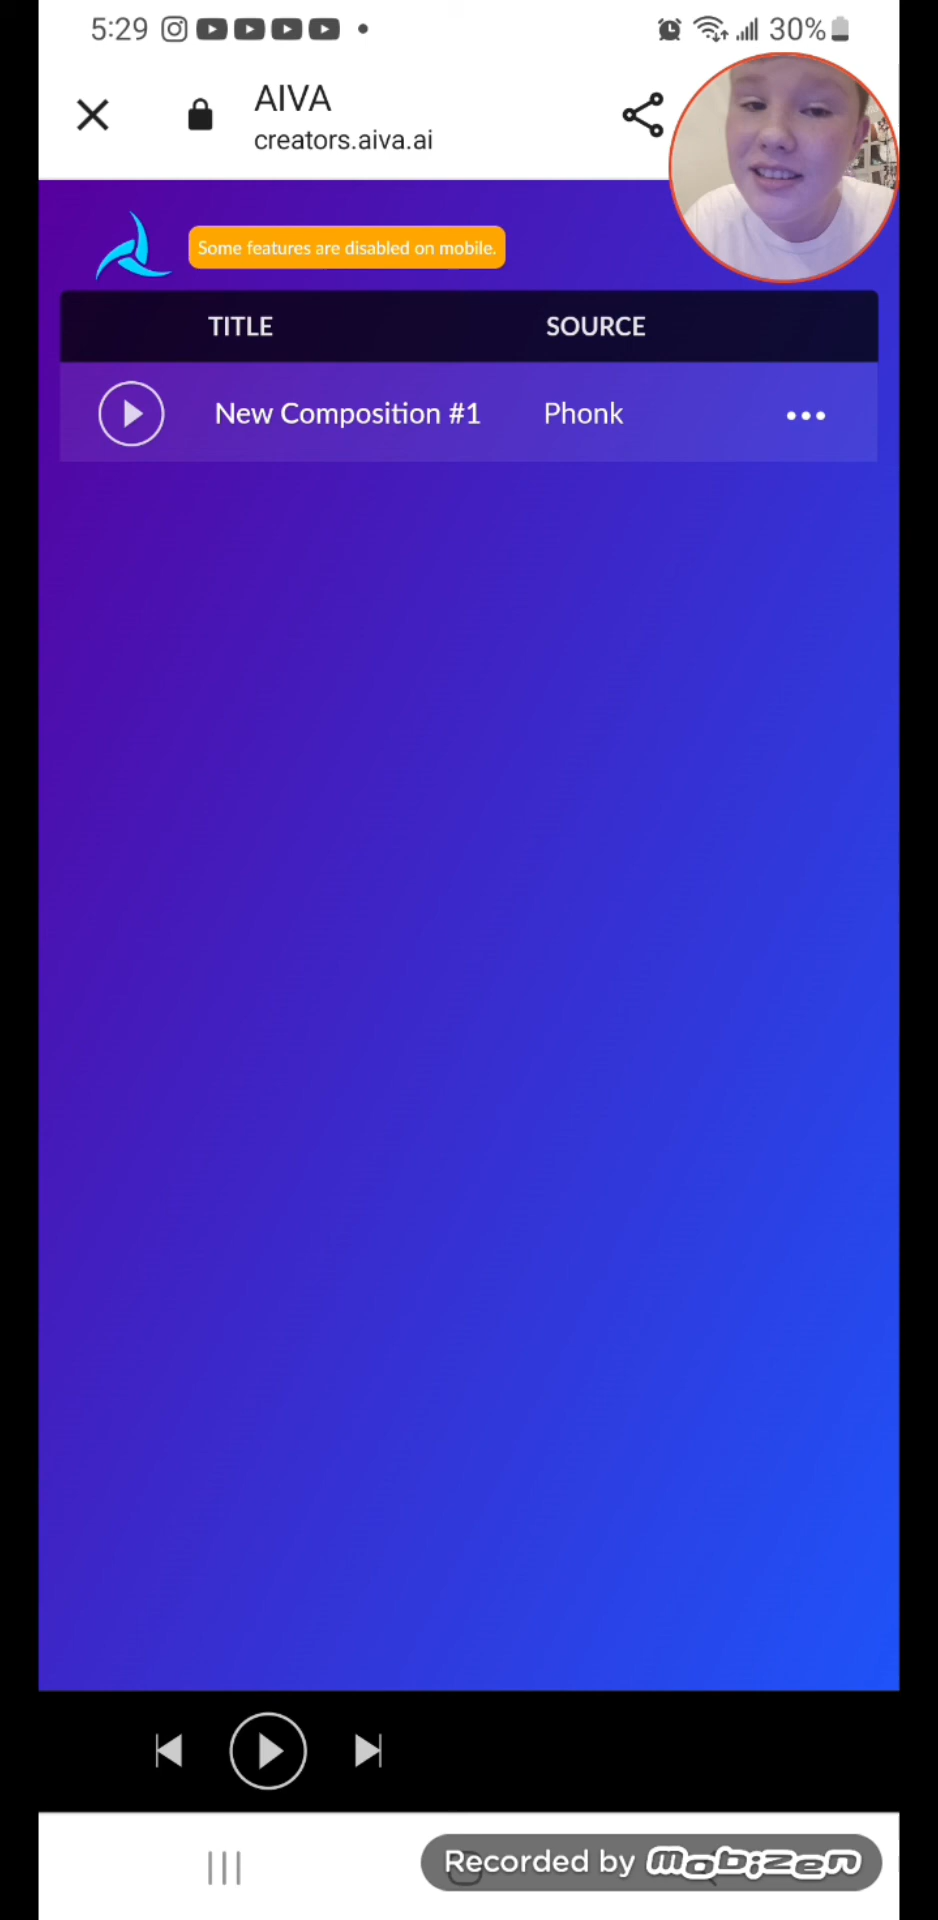 5:29
30%
AIVA
creators.aiva.ai
Some features are disabled on mobile.
TITLE SOURCE
New Composition #1 Phonk
Recorded by mobizen